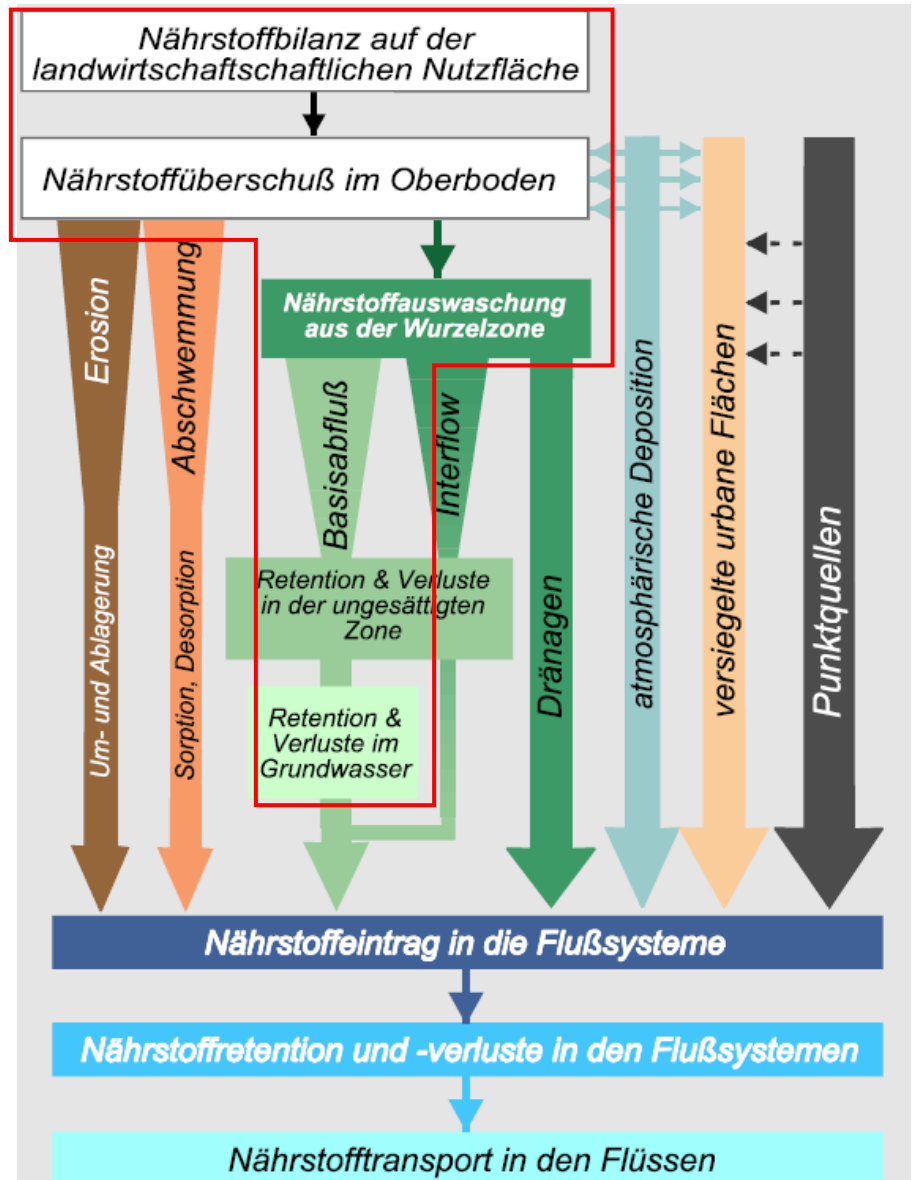 Nährstoffbilanz auf der
landwirtschaftschaftlichen Nutzfläche
Nährstoffüberschuß im Oberboden
Nährstoffauswaschung
aus der Wurzelzone
Erosion
Um- und Ablagerung
Abschwemmung
Sorption, Desorption
Basisabfluß
Interflow
Retention & Verluste
in der ungesättigten
Zone
Retention &
Verluste im
Grundwasser
Dränagen
atmosphärische Deposition
versiegelte urbane Flächen
Punktquellen
Nährstoffeintrag in die Flußsysteme
Nährstoffretention und -verluste in den Flußsystemen
Nährstofftransport in den Flüssen